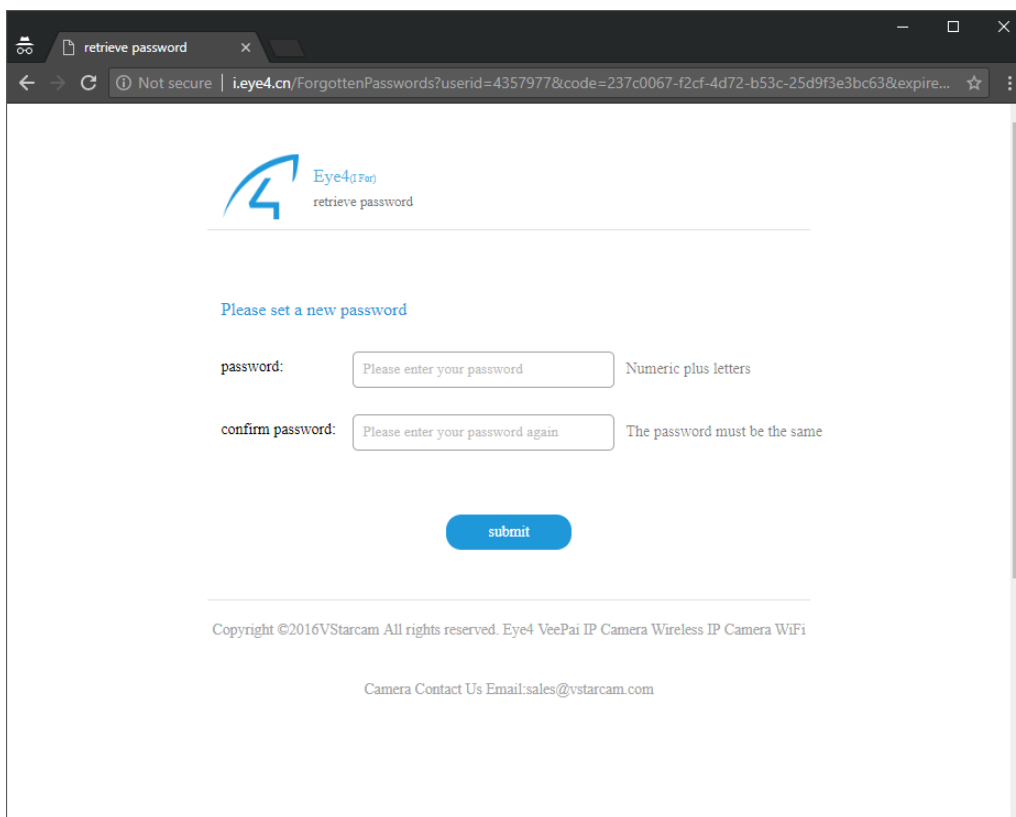 retrieve password
Not secure | i.eye4.cn/ForgottenPasswords?userid=4357977&code=237c0067-f2cf-4d72-b53c-25d9f3e3bc63&expire...
4
Eye4(I For)
retrieve password
Please set a new password
password: Please enter your password Numeric plus letters
confirm password: Please enter your password again The password must be the same
submit
Copyright ©2016VStarcam All rights reserved. Eye4 VeePai IP Camera Wireless IP Camera WiFi
Camera Contact Us Email:sales@vstarcam.com